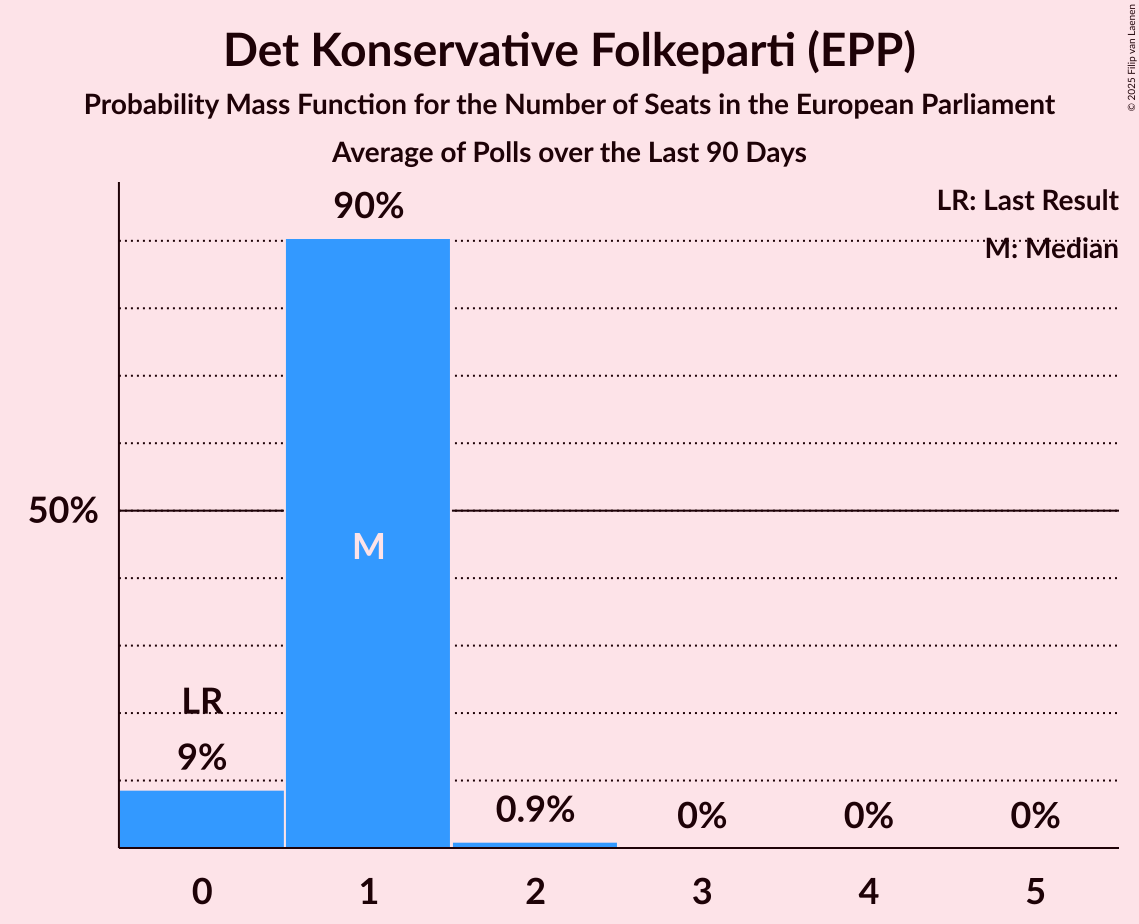 Det Konservative Folkeparti (EPP)
Probability Mass Function for the Number of Seats in the European Parliament
Average of Polls over the Last 90 Days
© 2025 Filip van Laenen
LR: Last Result
M: Median
90%
50%
M
LR
9%
0.9%
0%
0%
0%
0 1 2 3 4 5